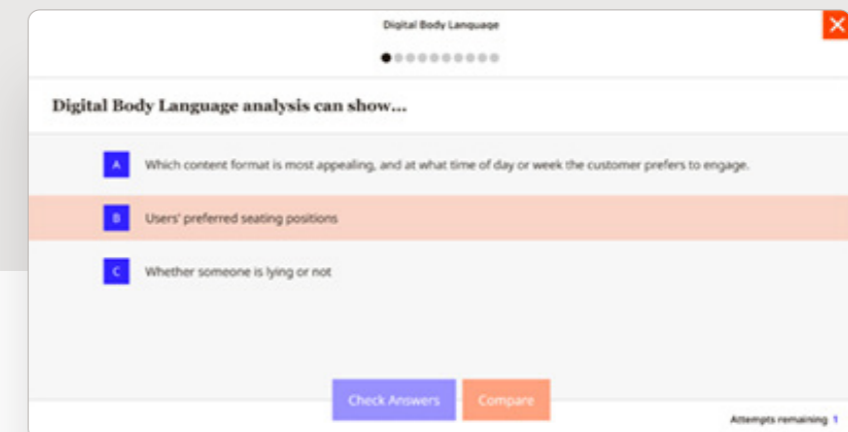 Digital Body Language
Digital Body Language analysis can show...
A Which content format is most appealing, and at what time of day or week the customer prefers to engage.
B Users' preferred seating positions
C Whether someone is lying or not
Check Answers Compare
Attempts remaining 1